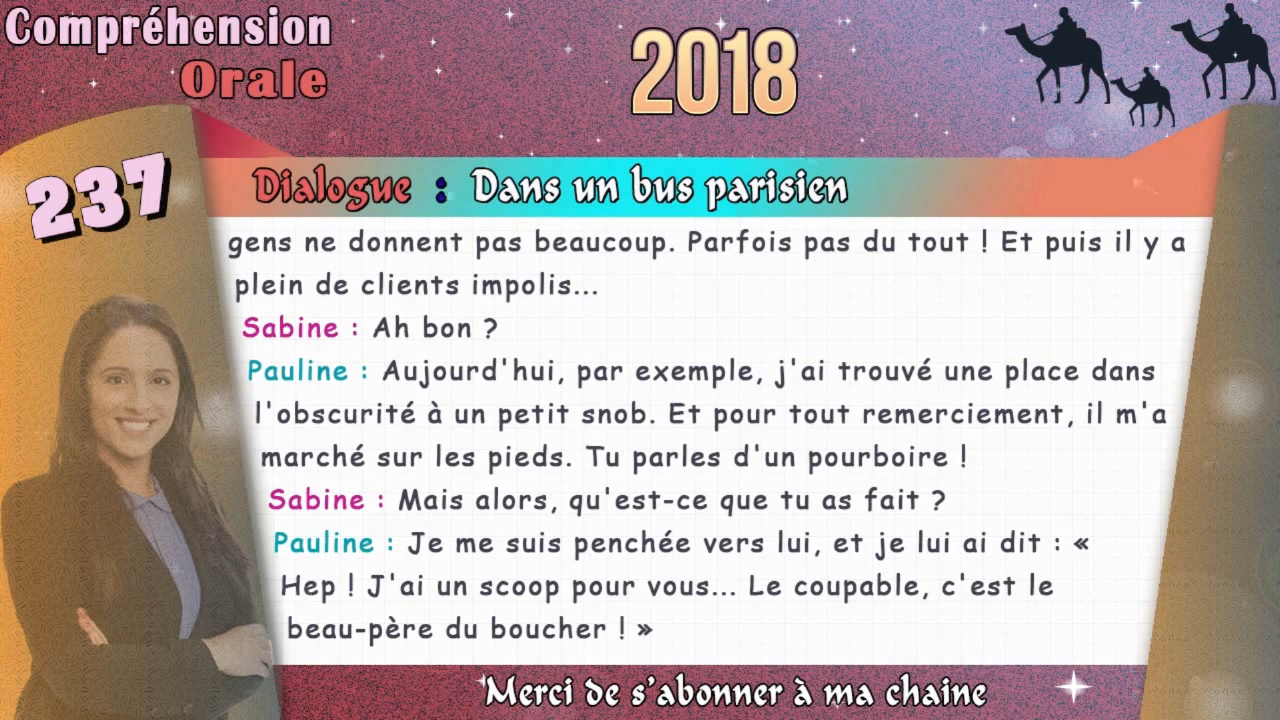 Compréhension
Orale
2018
237
Dialogue : Dans un bus parisien
gens ne donnent pas beaucoup. Parfois pas du tout ! Et puis il y a
plein de clients impolis...
Sabine : Ah bon ?
Pauline : Aujourd'hui, par exemple, j'ai trouvé une place dans
l'obscurité à un petit snob. Et pour tout remerciement, il m'a
marché sur les pieds. Tu parles d'un pourboire !
Sabine : Mais alors, qu'est-ce que tu as fait ?
Pauline : Je me suis penchée vers lui, et je lui ai dit : «
Hep ! J'ai un scoop pour vous... Le coupable, c'est le
beau-père du boucher ! »
Merci de s'abonner à ma chaine